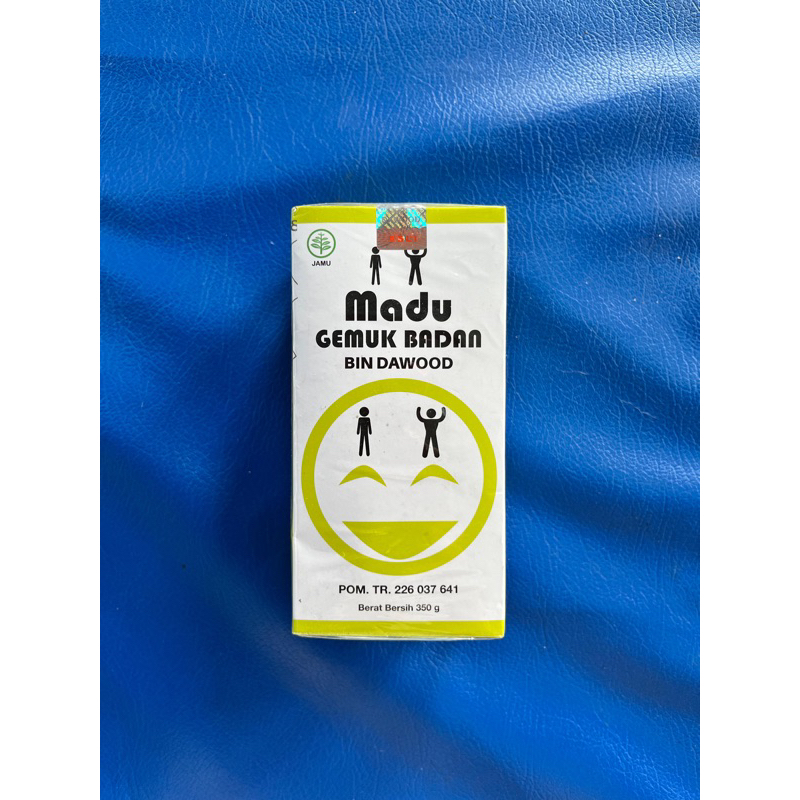 JAMU
Madu
GEMUK BADAN
BIN DAWOOD
POM. TR. 226 037 641
Berat Bersih 350 g